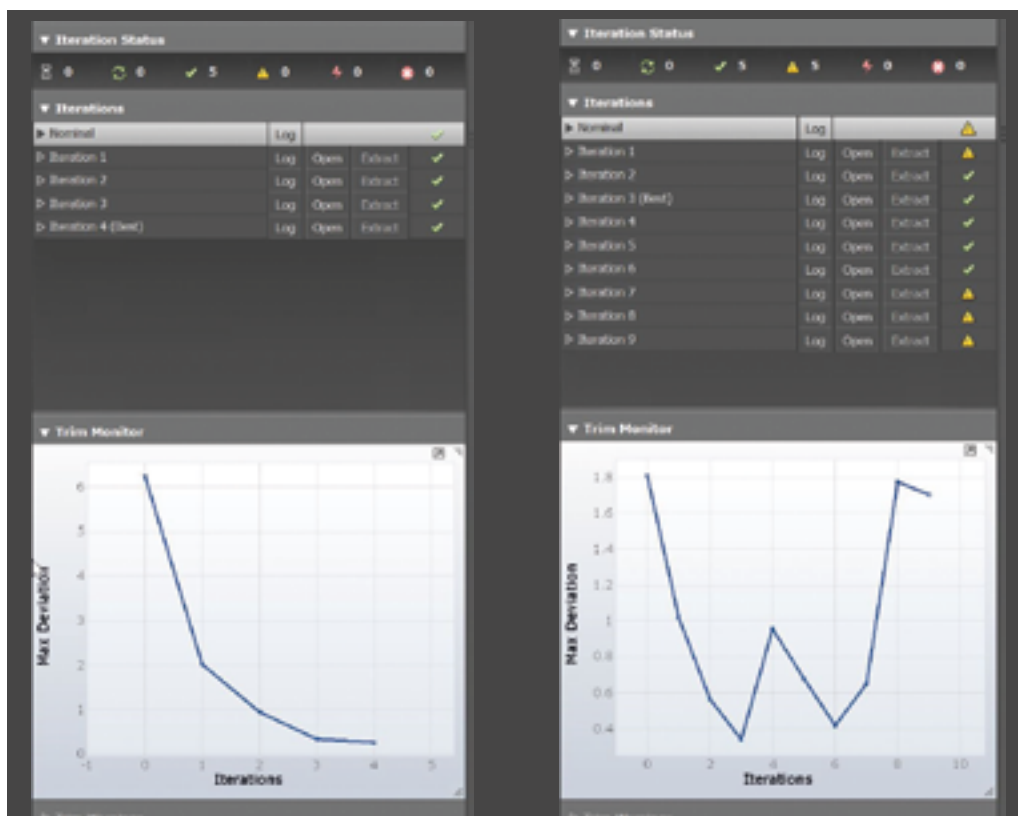 Iteration Status
0 0 5 0 0 0
Iterations
Nominal Log
Iteration 1 Log Open Extract
Iteration 2 Log Open Extract
Iteration 3 Log Open Extract
Iteration 4 (Best) Log Open Extract
Trim Monitor
6
5
4
3
2
1
0
-1 0 1 2 3 4 5
Max Deviation
Iterations
Iteration Status
0 0 5 5 0 0
Iterations
Nominal Log
Iteration 1 Log Open Extract
Iteration 2 Log Open Extract
Iteration 3 (Best) Log Open Extract
Iteration 4 Log Open Extract
Iteration 5 Log Open Extract
Iteration 6 Log Open Extract
Iteration 7 Log Open Extract
Iteration 8 Log Open Extract
Iteration 9 Log Open Extract
Trim Monitor
1.8
1.6
1.4
1.2
1
0.8
0.6
0.4
0 2 4 6 8 10
Max Deviation
Iterations